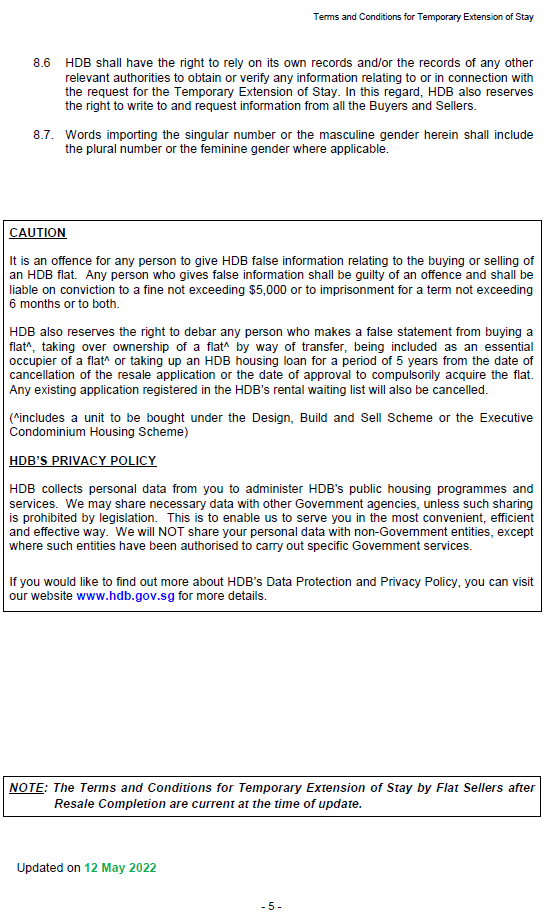 Terms and Conditions for Temporary Extension of Stay
8.6 HDB shall have the right to rely on its own records and/or the records of any other
relevant authorities to obtain or verify any information relating to or in connection with
the request for the Temporary Extension of Stay. In this regard, HDB also reserves
the right to write to and request information from all the Buyers and Sellers.
8.7. Words importing the singular number or the masculine gender herein shall include
the plural number or the feminine gender where applicable.
CAUTION
It is an offence for any person to give HDB false information relating to the buying or selling of
an HDB flat. Any person who gives false information shall be guilty of an offence and shall be
liable on conviction to a fine not exceeding $5,000 or to imprisonment for a term not exceeding
6 months or to both.
HDB also reserves the right to debar any person who makes a false statement from buying a
flat^, taking over ownership of a flat^ by way of transfer, being included as an essential
occupier of a flat^ or taking up an HDB housing loan for a period of 5 years from the date of
cancellation of the resale application or the date of approval to compulsorily acquire the flat.
Any existing application registered in the HDB's rental waiting list will also be cancelled.
(^includes a unit to be bought under the Design, Build and Sell Scheme or the Executive
Condominium Housing Scheme)
HDB'S PRIVACY POLICY
HDB collects personal data from you to administer HDB's public housing programmes and
services. We may share necessary data with other Government agencies, unless such sharing
is prohibited by legislation. This is to enable us to serve you in the most convenient, efficient
and effective way. We will NOT share your personal data with non-Government entities, except
where such entities have been authorised to carry out specific Government services.
If you would like to find out more about HDB's Data Protection and Privacy Policy, you can visit
our website www.hdb.gov.sg for more details.
NOTE: The Terms and Conditions for Temporary Extension of Stay by Flat Sellers after
Resale Completion are current at the time of update.
Updated on 12 May 2022
- 5 -